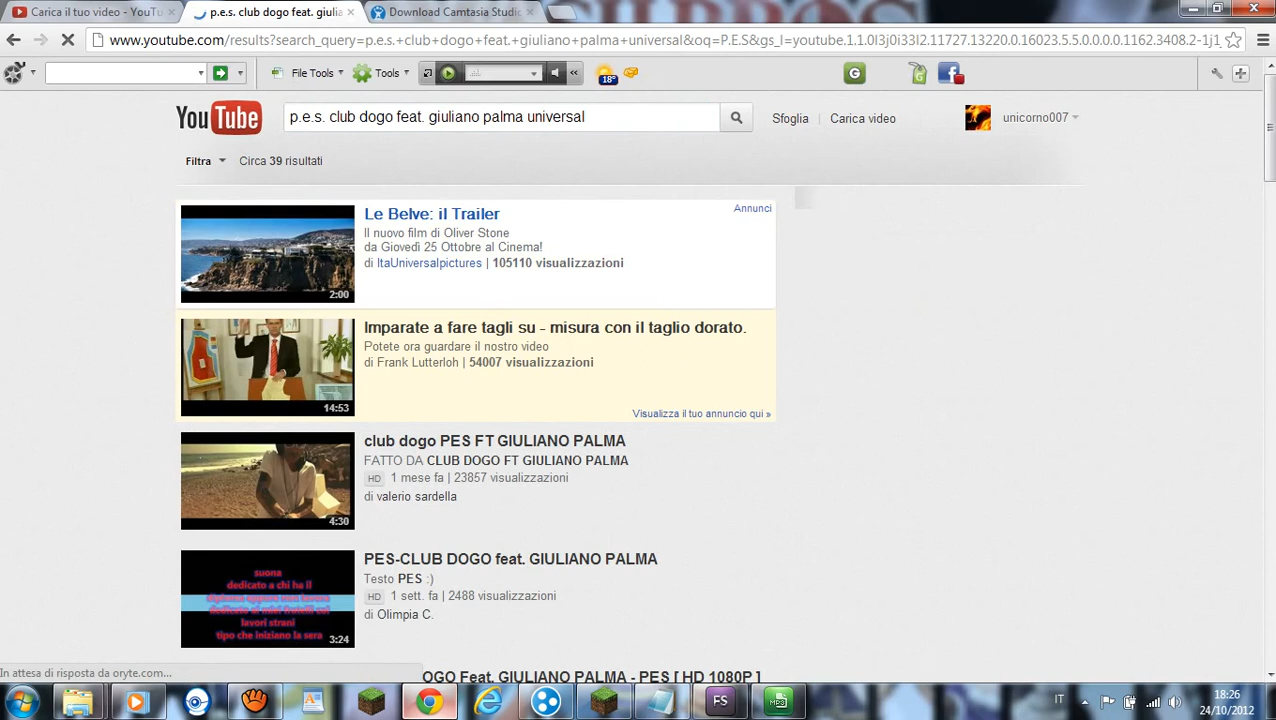 Carica il tuo video - YouTu
p.e.s. club dogo feat. giulia
Download Camtasia Studio
www.youtube.com/results?search_query=p.e.s.+club+dogo+feat.+giuliano+palma+universal&oq=P.E.S&gs_l=youtube.1.1.0l3j0i33l2.11727.13220.0.16023.5.5.0.0.0.0.1162.3408.2-1j1
File Tools
Tools
18°
YouTube
p.e.s. club dogo feat. giuliano palma universal
Sfoglia
Carica video
unicorno007
Filtra
Circa 39 risultati
Le Belve: il Trailer
Annunci
Il nuovo film di Oliver Stone
da Giovedì 25 Ottobre al Cinema!
di ItaUniversalpictures | 105110 visualizzazioni
2:00
Imparate a fare tagli su - misura con il taglio dorato.
Potete ora guardare il nostro video
di Frank Lutterloh | 54007 visualizzazioni
14:53
Visualizza il tuo annuncio qui »
club dogo PES FT GIULIANO PALMA
FATTO DA CLUB DOGO FT GIULIANO PALMA
HD 1 mese fa | 23857 visualizzazioni
di valerio sardella
4:30
PES-CLUB DOGO feat. GIULIANO PALMA
Testo PES :)
HD 1 sett. fa | 2488 visualizzazioni
di Olimpia C.
suona
dedicato a chi ha il
lavori strani
tipo che iniziano la sera
3:24
In attesa di risposta da oryte.com...
OGO Feat. GIULIANO PALMA - PES [ HD 1080P ]
FS
MP3
IT
18:26
24/10/2012